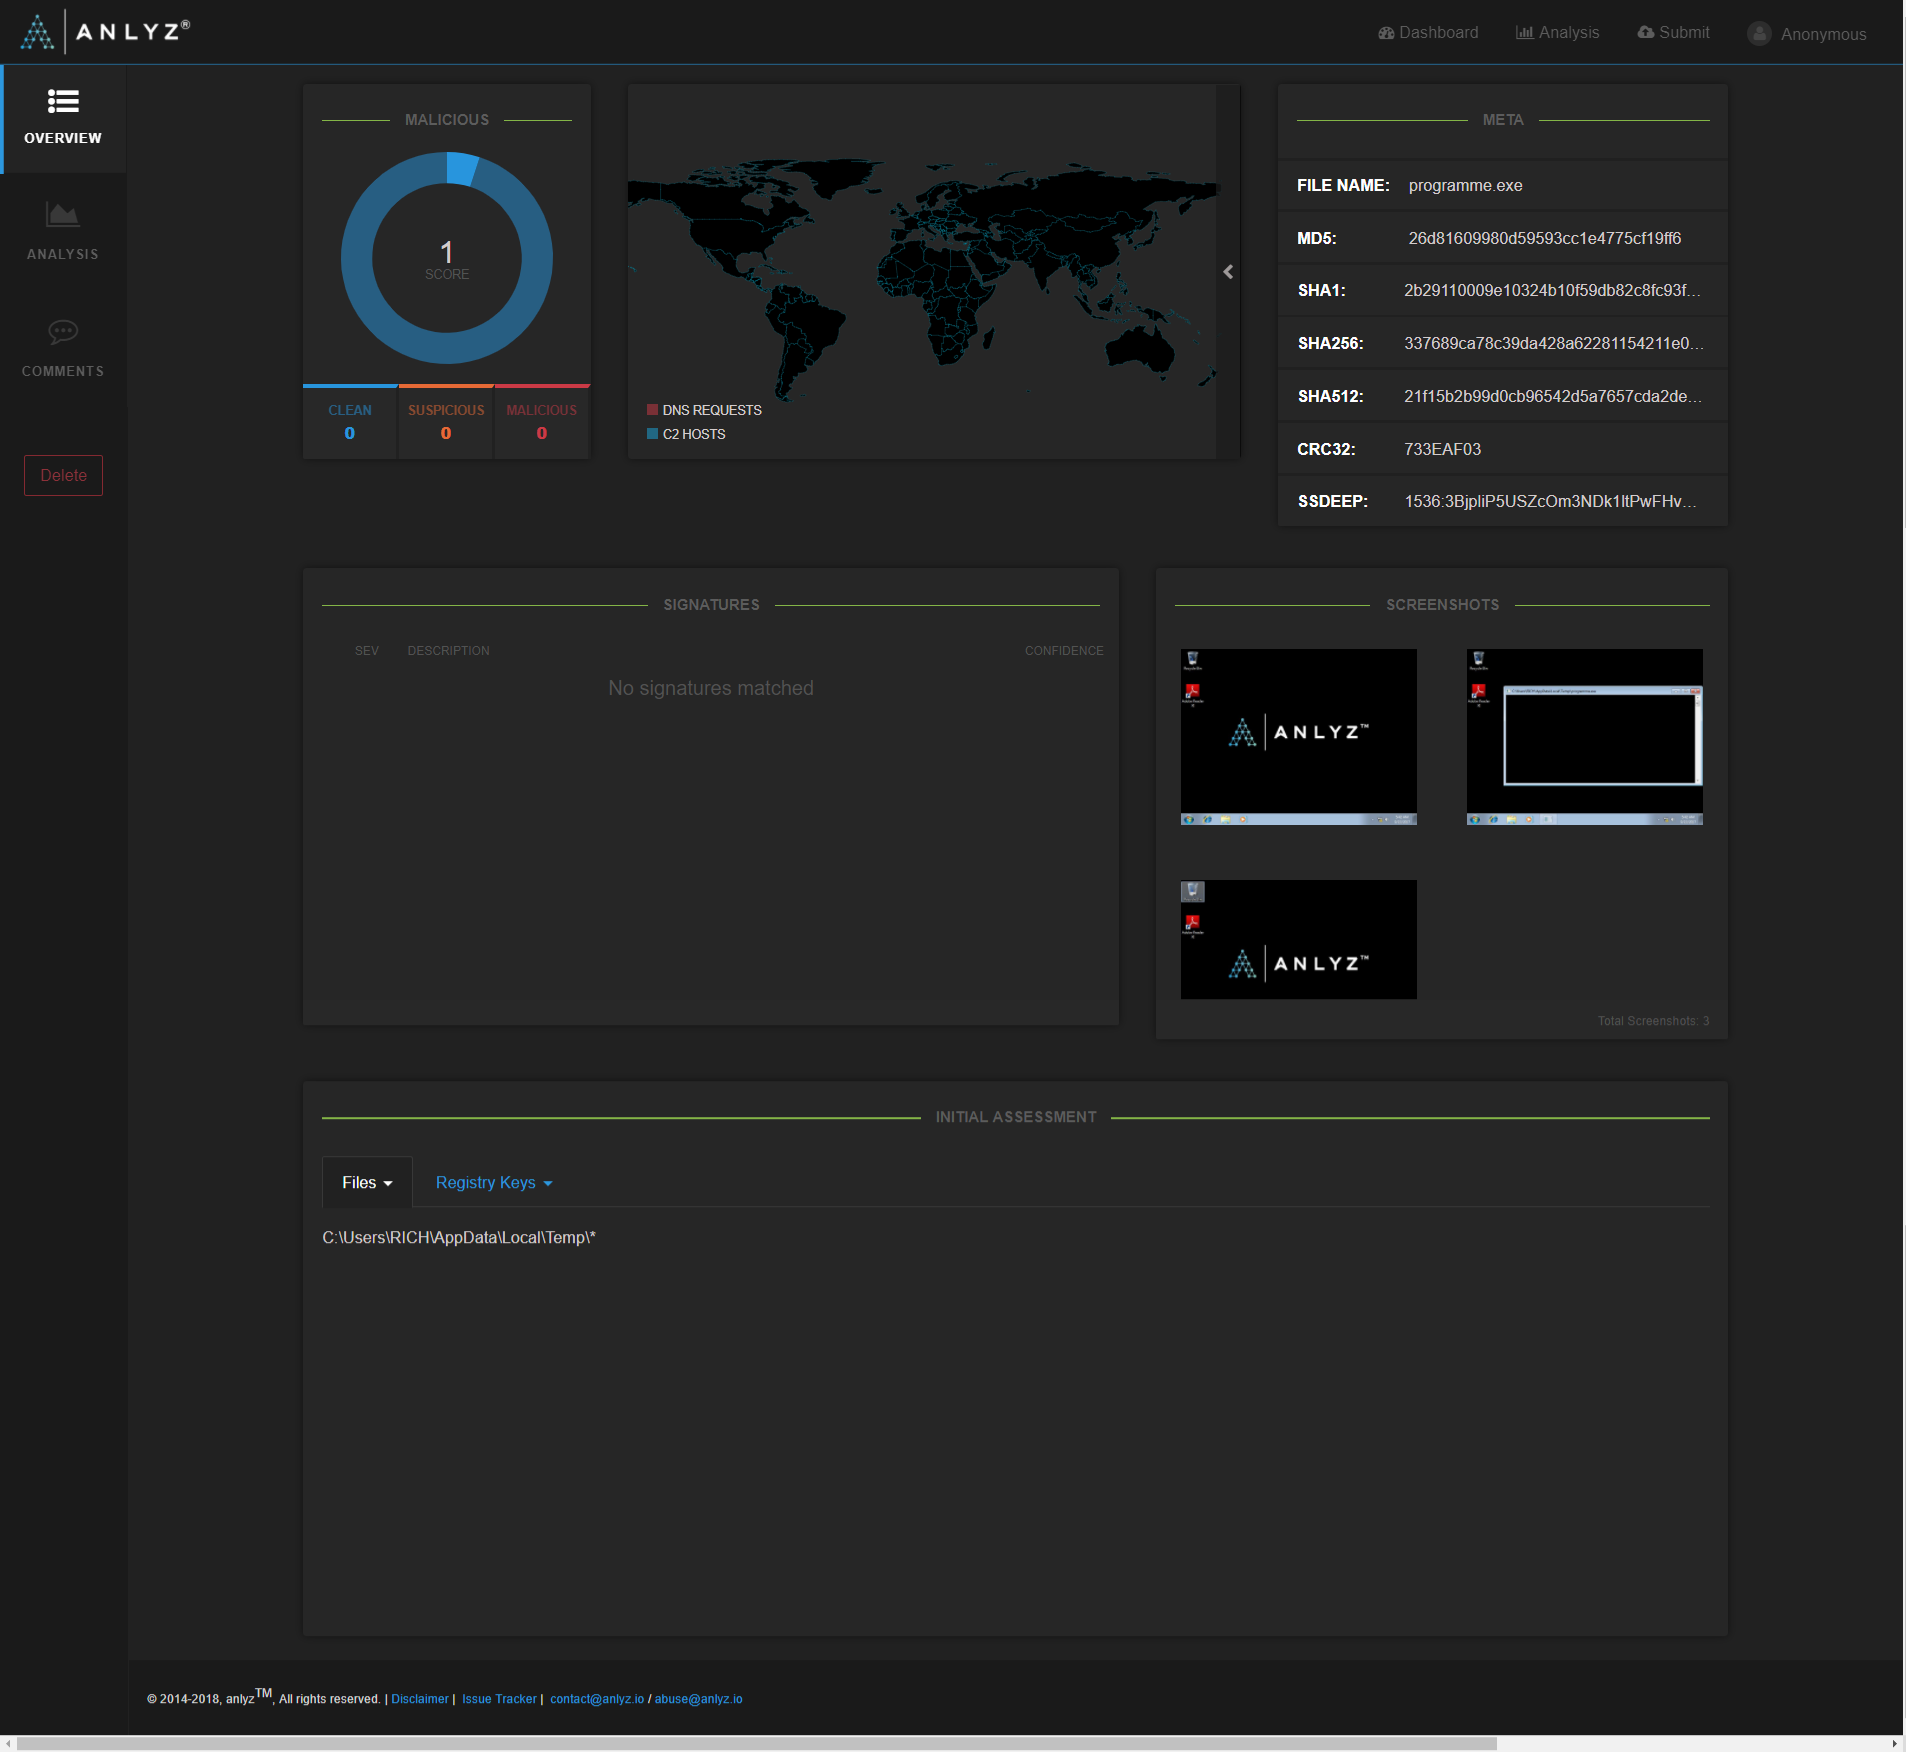 ANLYZ®
Dashboard
Analysis
Submit
Anonymous
OVERVIEW
ANALYSIS
COMMENTS
Delete
MALICIOUS
1
SCORE
CLEAN
0
SUSPICIOUS
0
MALICIOUS
0
DNS REQUESTS
C2 HOSTS
META
FILE NAME: programme.exe
MD5: 26d81609980d59593cc1e4775cf19ff6
SHA1: 2b29110009e10324b10f59db82c8fc93f...
SHA256: 337689ca78c39da428a62281154211e0...
SHA512: 21f15b2b99d0cb96542d5a7657cda2de...
CRC32: 733EAF03
SSDEEP: 1536:3BjpliP5USZcOm3NDk1ltPwFHv...
SIGNATURES
SEV DESCRIPTION CONFIDENCE
No signatures matched
SCREENSHOTS
ANLYZ™
ANLYZ™
Total Screenshots: 3
INITIAL ASSESSMENT
Files
Registry Keys
C:\Users\RICH\AppData\Local\Temp\*
© 2014-2018, anlyzTM, All rights reserved. | Disclaimer | Issue Tracker | contact@anlyz.io / abuse@anlyz.io